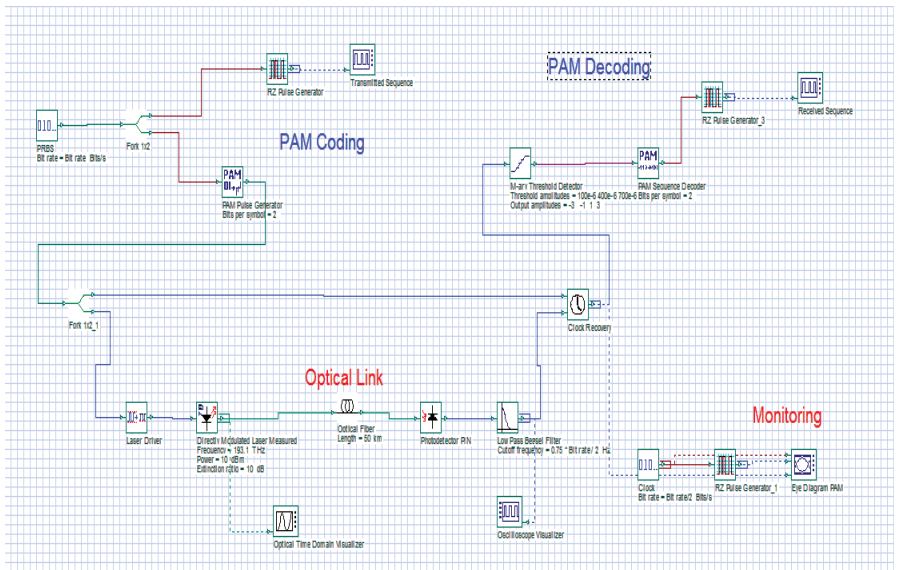 PAM Decoding
RZ Pulse Generator
Transmitted Sequence
RZ Pulse Generator_3
Received Sequence
PRBS
Bit rate = Bit rate Bits/s
Fork 1x2
PAM Coding
PAM
PAM Pulse Generator
Bits per symbol = 2
PAM
M-ary Threshold Detector
Threshold amplitudes = 100e-6 400e-6 700e-6
Output amplitudes = -3 -1 1 3
PAM Sequence Decoder
Bits per symbol = 2
Fork 1x2_1
Clock Recovery
Optical Link
Monitoring
Laser Driver
Directly Modulated Laser Measured
Frequency = 193.1 THz
Power = 10 dBm
Extinction ratio = 10 dB
Optical Fiber
Length = 50 km
Photodetector PIN
Low Pass Bessel Filter
Cutoff frequency = 0.75 * Bit rate / 2 Hz
Clock
Bit rate = Bit rate/2 Bits/s
RZ Pulse Generator_1
Eye Diagram PAM
Optical Time Domain Visualizer
Oscilloscope Visualizer